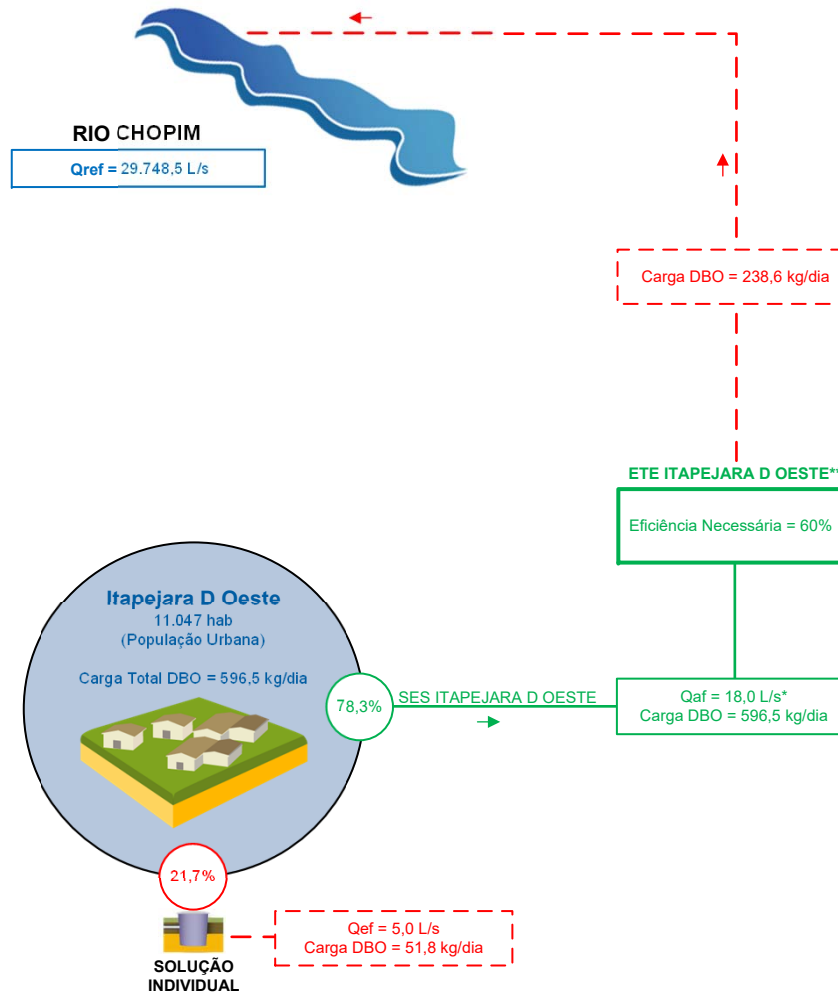 RIO CHOPIM
Qref = 29.748,5 L/s
Carga DBO = 238,6 kg/dia
ETE ITAPEJARA D OESTE*
Eficiência Necessária = 60%
Itapejara D Oeste
11.047 hab
(População Urbana)
Carga Total DBO = 596,5 kg/dia
78,3%
SES ITAPEJARA D OESTE
Qaf = 18,0 L/s*
Carga DBO = 596,5 kg/dia
21,7%
Qef = 5,0 L/s
Carga DBO = 51,8 kg/dia
SOLUÇÃO
INDIVIDUAL